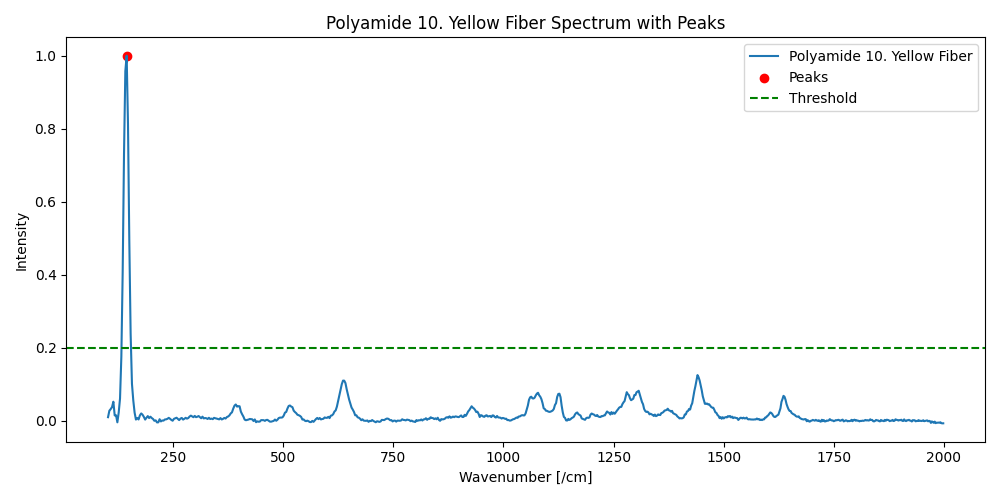 Polyamide 10. Yellow Fiber Spectrum with Peaks
Polyamide 10. Yellow Fiber
Peaks
Threshold
Intensity
1.0
0.8
0.6
0.4
0.2
0.0
250 500 750 1000 1250 1500 1750 2000
Wavenumber [/cm]